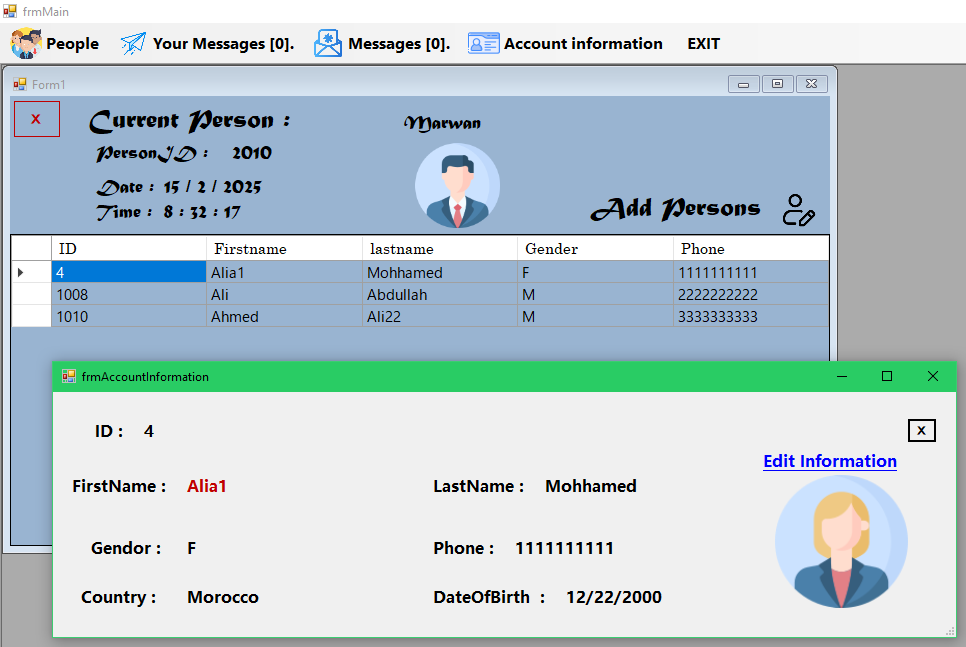 frmMain
People Your Messages [0]. Messages [0]. Account information EXIT
Form1
x
Current Person : Marwan
PersonID : 2010
Date : 15 / 2 / 2025
Time : 8 : 32 : 17
Add Persons
ID Firstname lastname Gender Phone
4 Alia1 Mohhamed F 1111111111
1008 Ali Abdullah M 2222222222
1010 Ahmed Ali22 M 3333333333
frmAccountInformation
ID : 4
x
Edit Information
FirstName : Alia1 LastName : Mohhamed
Gendor : F Phone : 1111111111
Country : Morocco DateOfBirth : 12/22/2000